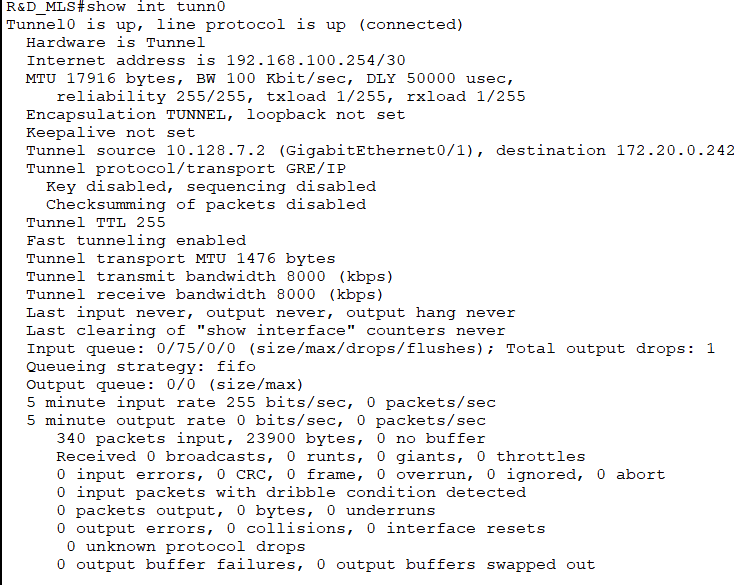 R&D_MLS#show int tunn0
Tunnel0 is up, line protocol is up (connected)
Hardware is Tunnel
Internet address is 192.168.100.254/30
MTU 17916 bytes, BW 100 Kbit/sec, DLY 50000 usec,
reliability 255/255, txload 1/255, rxload 1/255
Encapsulation TUNNEL, loopback not set
Keepalive not set
Tunnel source 10.128.7.2 (GigabitEthernet0/1), destination 172.20.0.242
Tunnel protocol/transport GRE/IP
Key disabled, sequencing disabled
Checksumming of packets disabled
Tunnel TTL 255
Fast tunneling enabled
Tunnel transport MTU 1476 bytes
Tunnel transmit bandwidth 8000 (kbps)
Tunnel receive bandwidth 8000 (kbps)
Last input never, output never, output hang never
Last clearing of "show interface" counters never
Input queue: 0/75/0/0 (size/max/drops/flushes); Total output drops: 1
Queueing strategy: fifo
Output queue: 0/0 (size/max)
5 minute input rate 255 bits/sec, 0 packets/sec
5 minute output rate 0 bits/sec, 0 packets/sec
340 packets input, 23900 bytes, 0 no buffer
Received 0 broadcasts, 0 runts, 0 giants, 0 throttles
0 input errors, 0 CRC, 0 frame, 0 overrun, 0 ignored, 0 abort
0 input packets with dribble condition detected
0 packets output, 0 bytes, 0 underruns
0 output errors, 0 collisions, 0 interface resets
0 unknown protocol drops
0 output buffer failures, 0 output buffers swapped out